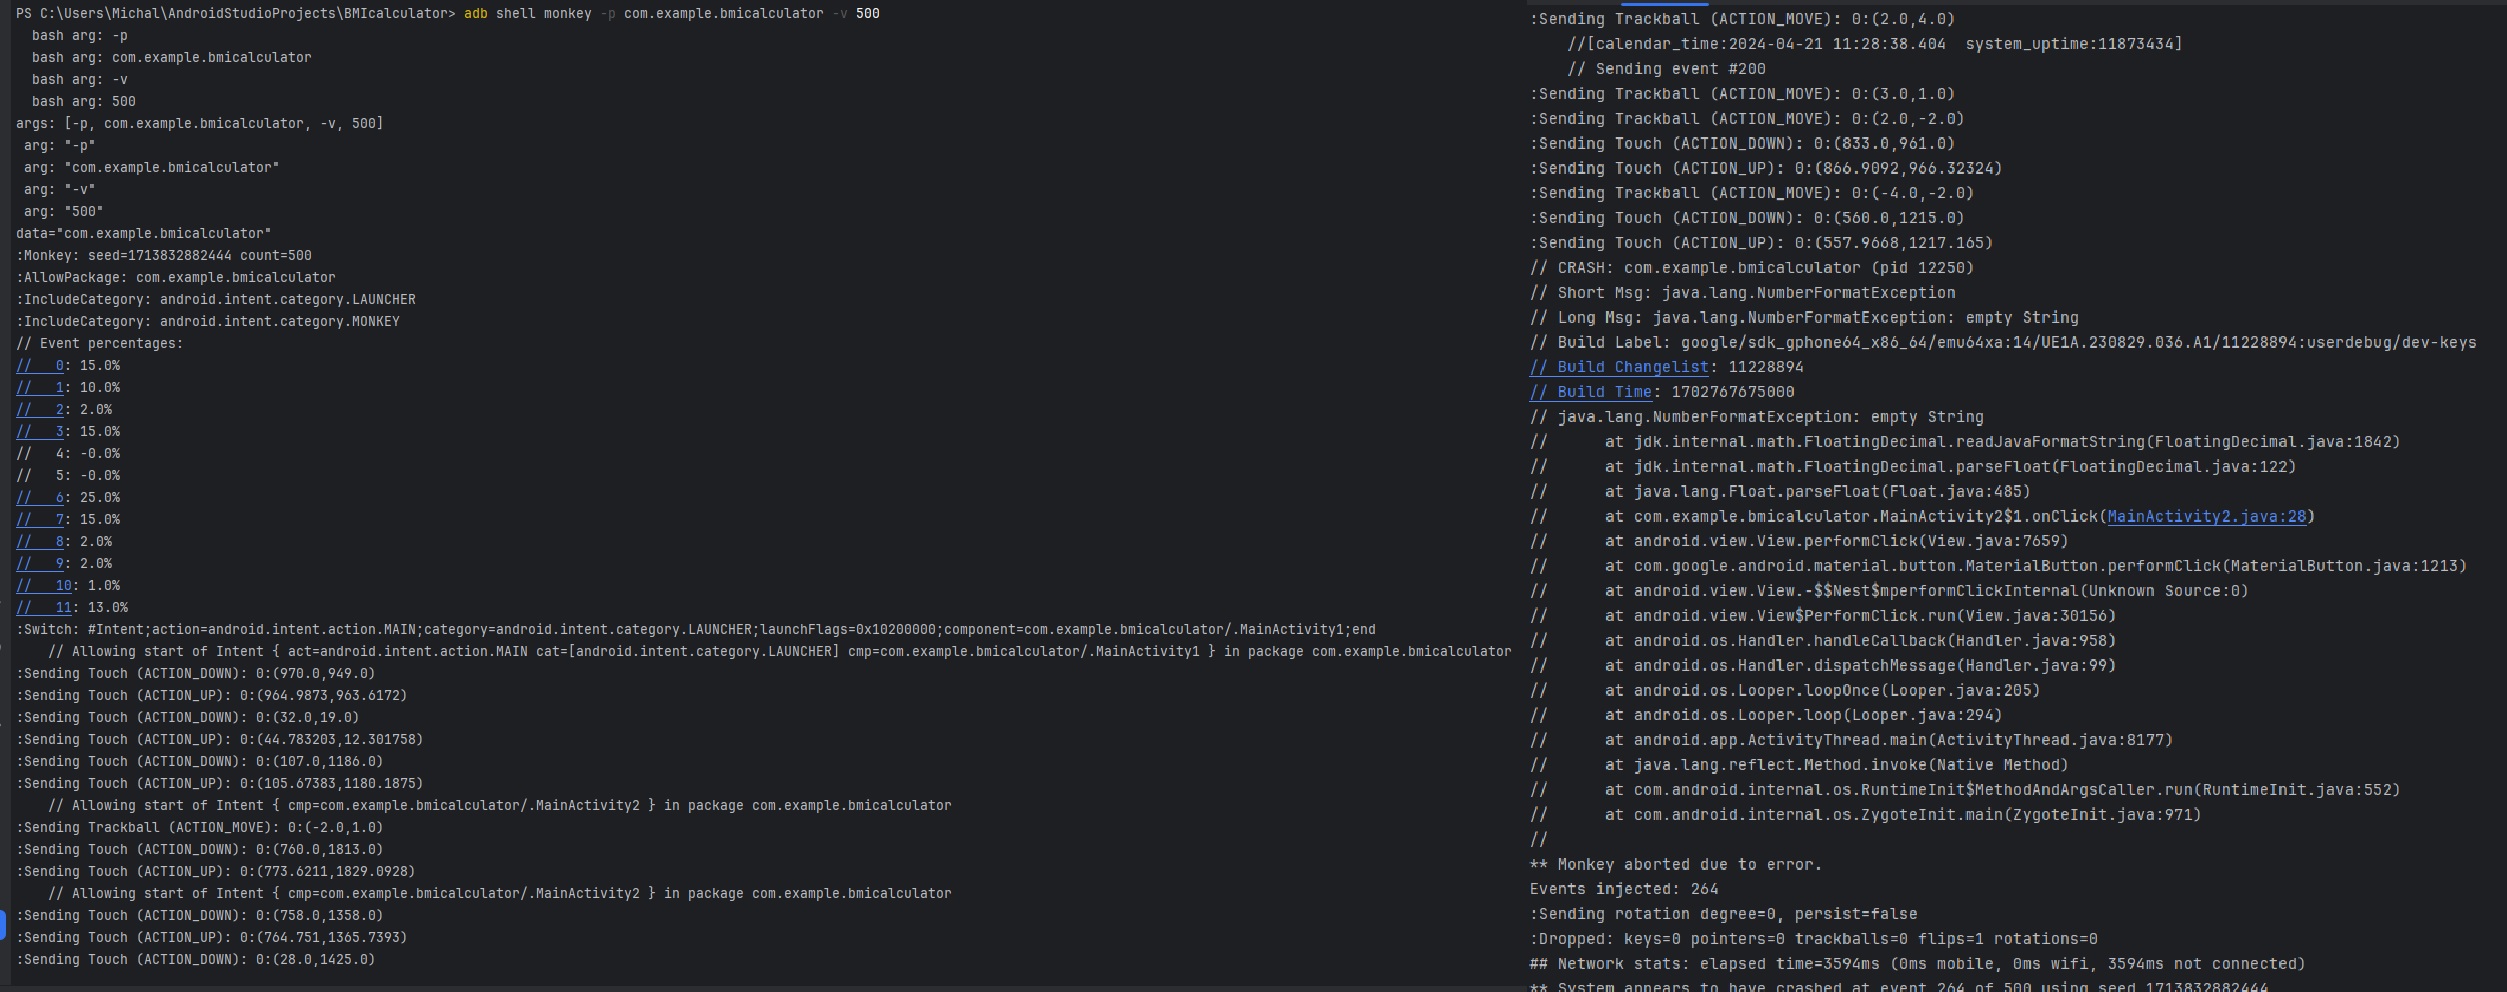 PS C:\Users\Michal\AndroidStudioProjects\BMIcalculator> adb shell monkey -p com.example.bmicalculator -v 500
  bash arg: -p
  bash arg: com.example.bmicalculator
  bash arg: -v
  bash arg: 500
args: [-p, com.example.bmicalculator, -v, 500]
 arg: "-p"
 arg: "com.example.bmicalculator"
 arg: "-v"
 arg: "500"
data="com.example.bmicalculator"
:Monkey: seed=1713832882444 count=500
:AllowPackage: com.example.bmicalculator
:IncludeCategory: android.intent.category.LAUNCHER
:IncludeCategory: android.intent.category.MONKEY
// Event percentages:
//   0: 15.0%
//   1: 10.0%
//   2: 2.0%
//   3: 15.0%
//   4: -0.0%
//   5: -0.0%
//   6: 25.0%
//   7: 15.0%
//   8: 2.0%
//   9: 2.0%
//   10: 1.0%
//   11: 13.0%
:Switch: #Intent;action=android.intent.action.MAIN;category=android.intent.category.LAUNCHER;launchFlags=0x10200000;component=com.example.bmicalculator/.MainActivity1;end
    // Allowing start of Intent { act=android.intent.action.MAIN cat=[android.intent.category.LAUNCHER] cmp=com.example.bmicalculator/.MainActivity1 } in package com.example.bmicalculator
:Sending Touch (ACTION_DOWN): 0:(970.0,949.0)
:Sending Touch (ACTION_UP): 0:(964.9873,963.6172)
:Sending Touch (ACTION_DOWN): 0:(32.0,19.0)
:Sending Touch (ACTION_UP): 0:(44.783203,12.301758)
:Sending Touch (ACTION_DOWN): 0:(107.0,1186.0)
:Sending Touch (ACTION_UP): 0:(105.67383,1180.1875)
    // Allowing start of Intent { cmp=com.example.bmicalculator/.MainActivity2 } in package com.example.bmicalculator
:Sending Trackball (ACTION_MOVE): 0:(-2.0,1.0)
:Sending Touch (ACTION_DOWN): 0:(760.0,1813.0)
:Sending Touch (ACTION_UP): 0:(773.6211,1829.0928)
    // Allowing start of Intent { cmp=com.example.bmicalculator/.MainActivity2 } in package com.example.bmicalculator
:Sending Touch (ACTION_DOWN): 0:(758.0,1358.0)
:Sending Touch (ACTION_UP): 0:(764.751,1365.7393)
:Sending Touch (ACTION_DOWN): 0:(28.0,1425.0)
:Sending Trackball (ACTION_MOVE): 0:(2.0,4.0)
    //[calendar_time:2024-04-21 11:28:38.404  system_uptime:11873434]
    // Sending event #200
:Sending Trackball (ACTION_MOVE): 0:(3.0,1.0)
:Sending Trackball (ACTION_MOVE): 0:(2.0,-2.0)
:Sending Touch (ACTION_DOWN): 0:(833.0,961.0)
:Sending Touch (ACTION_UP): 0:(866.9092,966.32324)
:Sending Trackball (ACTION_MOVE): 0:(-4.0,-2.0)
:Sending Touch (ACTION_DOWN): 0:(560.0,1215.0)
:Sending Touch (ACTION_UP): 0:(557.9668,1217.165)
// CRASH: com.example.bmicalculator (pid 12250)
// Short Msg: java.lang.NumberFormatException
// Long Msg: java.lang.NumberFormatException: empty String
// Build Label: google/sdk_gphone64_x86_64/emu64xa:14/UE1A.230829.036.A1/11228894:userdebug/dev-keys
// Build Changelist: 11228894
// Build Time: 1702767675000
// java.lang.NumberFormatException: empty String
//      at jdk.internal.math.FloatingDecimal.readJavaFormatString(FloatingDecimal.java:1842)
//      at jdk.internal.math.FloatingDecimal.parseFloat(FloatingDecimal.java:122)
//      at java.lang.Float.parseFloat(Float.java:485)
//      at com.example.bmicalculator.MainActivity2$1.onClick(MainActivity2.java:28)
//      at android.view.View.performClick(View.java:7659)
//      at com.google.android.material.button.MaterialButton.performClick(MaterialButton.java:1213)
//      at android.view.View.-$$Nest$mperformClickInternal(Unknown Source:0)
//      at android.view.View$PerformClick.run(View.java:30156)
//      at android.os.Handler.handleCallback(Handler.java:958)
//      at android.os.Handler.dispatchMessage(Handler.java:99)
//      at android.os.Looper.loopOnce(Looper.java:205)
//      at android.os.Looper.loop(Looper.java:294)
//      at android.app.ActivityThread.main(ActivityThread.java:8177)
//      at java.lang.reflect.Method.invoke(Native Method)
//      at com.android.internal.os.RuntimeInit$MethodAndArgsCaller.run(RuntimeInit.java:552)
//      at com.android.internal.os.ZygoteInit.main(ZygoteInit.java:971)
//
** Monkey aborted due to error.
Events injected: 264
:Sending rotation degree=0, persist=false
:Dropped: keys=0 pointers=0 trackballs=0 flips=1 rotations=0
## Network stats: elapsed time=3594ms (0ms mobile, 0ms wifi, 3594ms not connected)
** System appears to have crashed at event 264 of 500 using seed 1713832882444